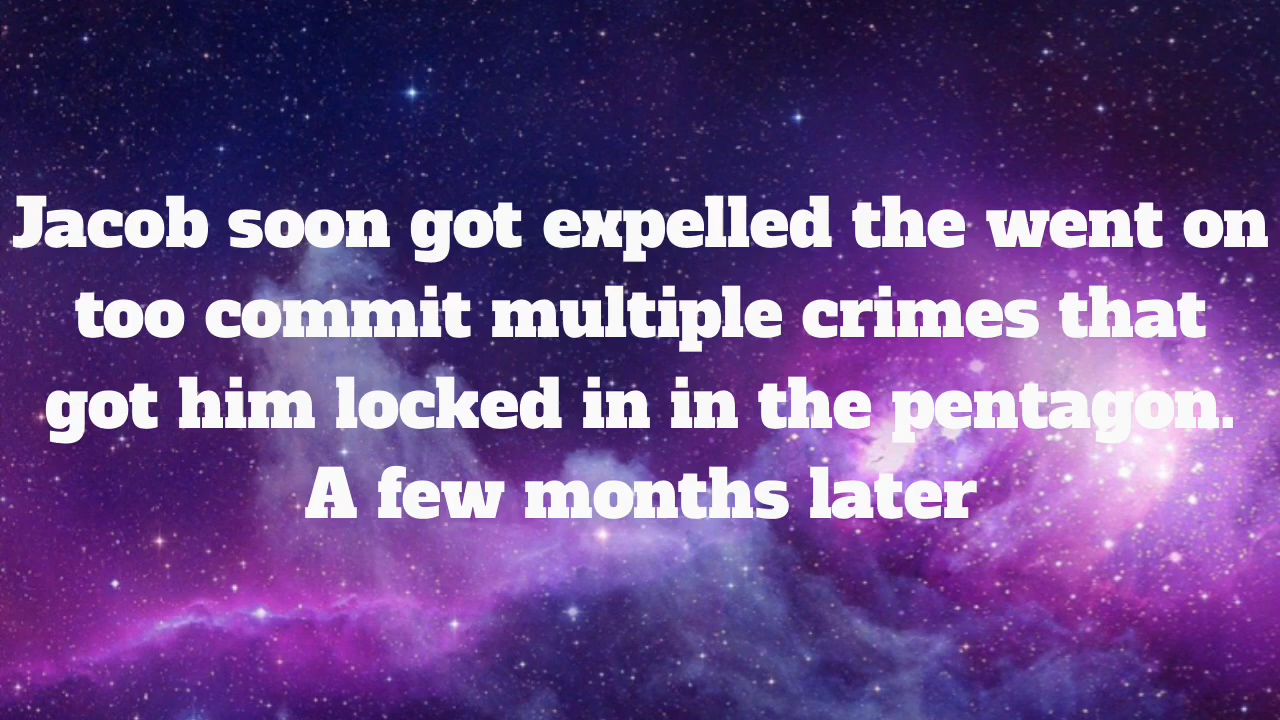 Jacob soon got expelled the went on
too commit multiple crimes that
got him locked in in the pentagon.
A few months later